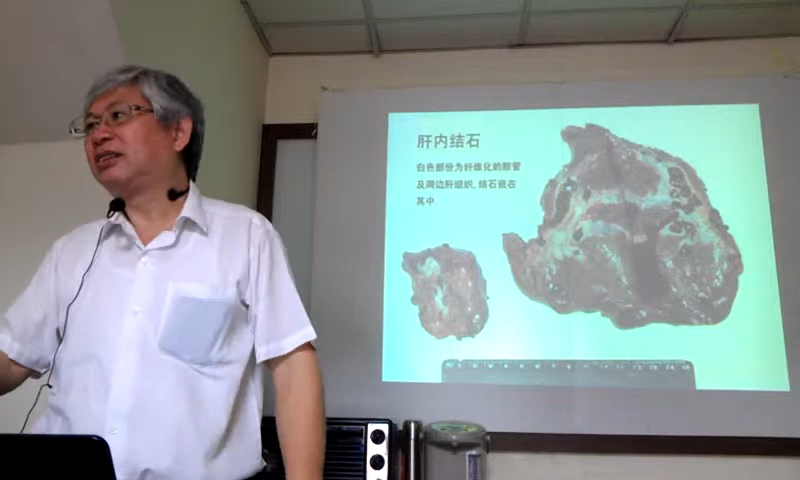 肝内结石
白色部份为纤维化的胆管
及周边肝组织, 结石嵌在
其中